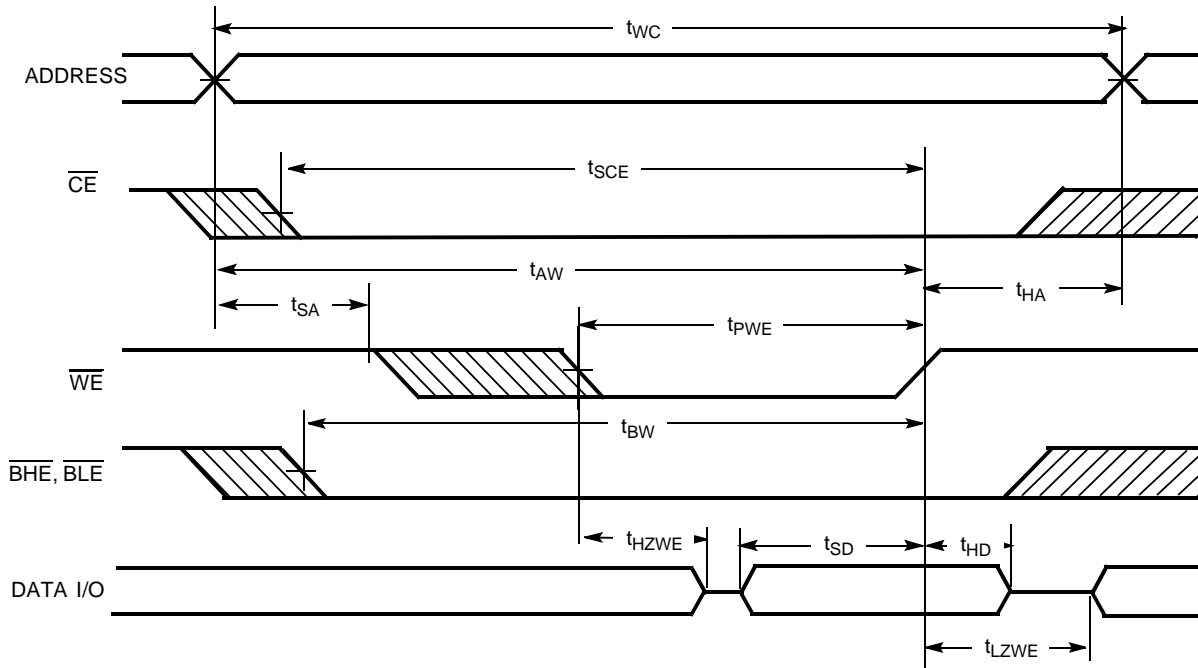 tWC
ADDRESS
tSCE
CE
tAW
tSA
tHA
tPWE
WE
tBW
BHE, BLE
tHZWE
tSD
tHD
DATA I/O
tLZWE